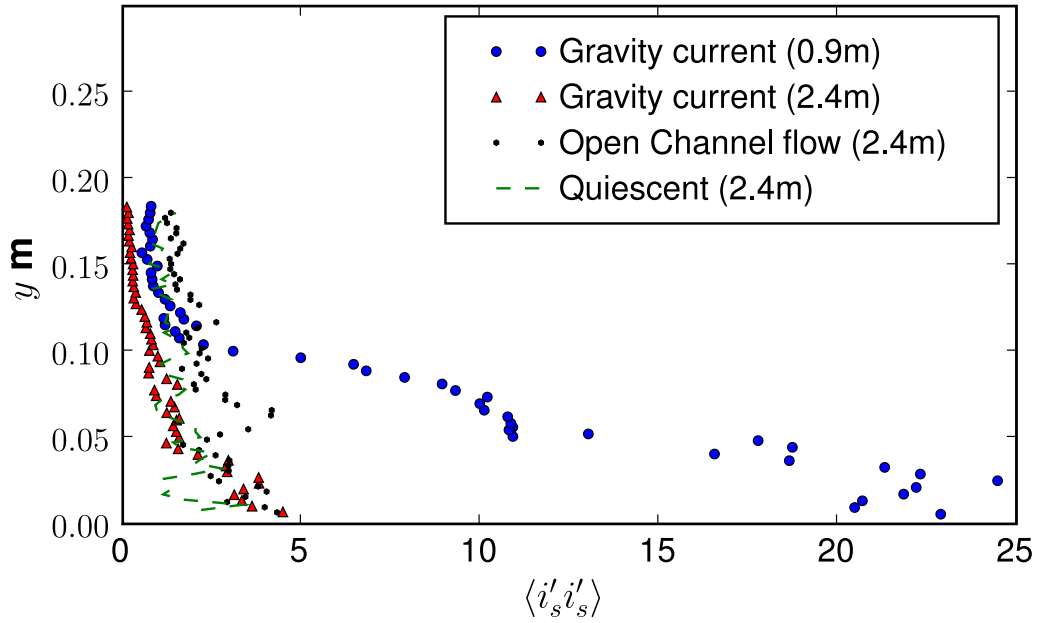 Gravity current (0.9m)
Gravity current (2.4m)
Open Channel flow (2.4m)
Quiescent (2.4m)
0.25
0.20
0.15
0.10
0.05
0.00
y m
0 5 10 15 20 25
⟨i′ₛi′ₛ⟩